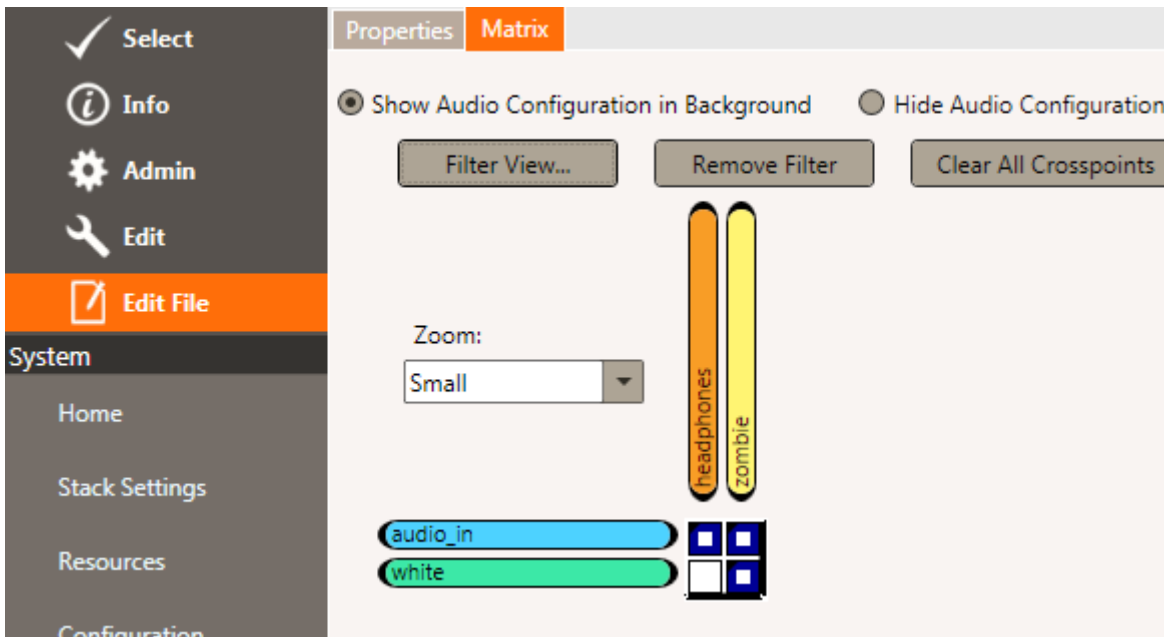 Select
Info
Admin
Edit
Edit File
System
Home
Stack Settings
Resources
Configuration
Properties Matrix
Show Audio Configuration in Background Hide Audio Configuration
Filter View... Remove Filter Clear All Crosspoints
Zoom:
Small
headphones
zombie
audio_in
white